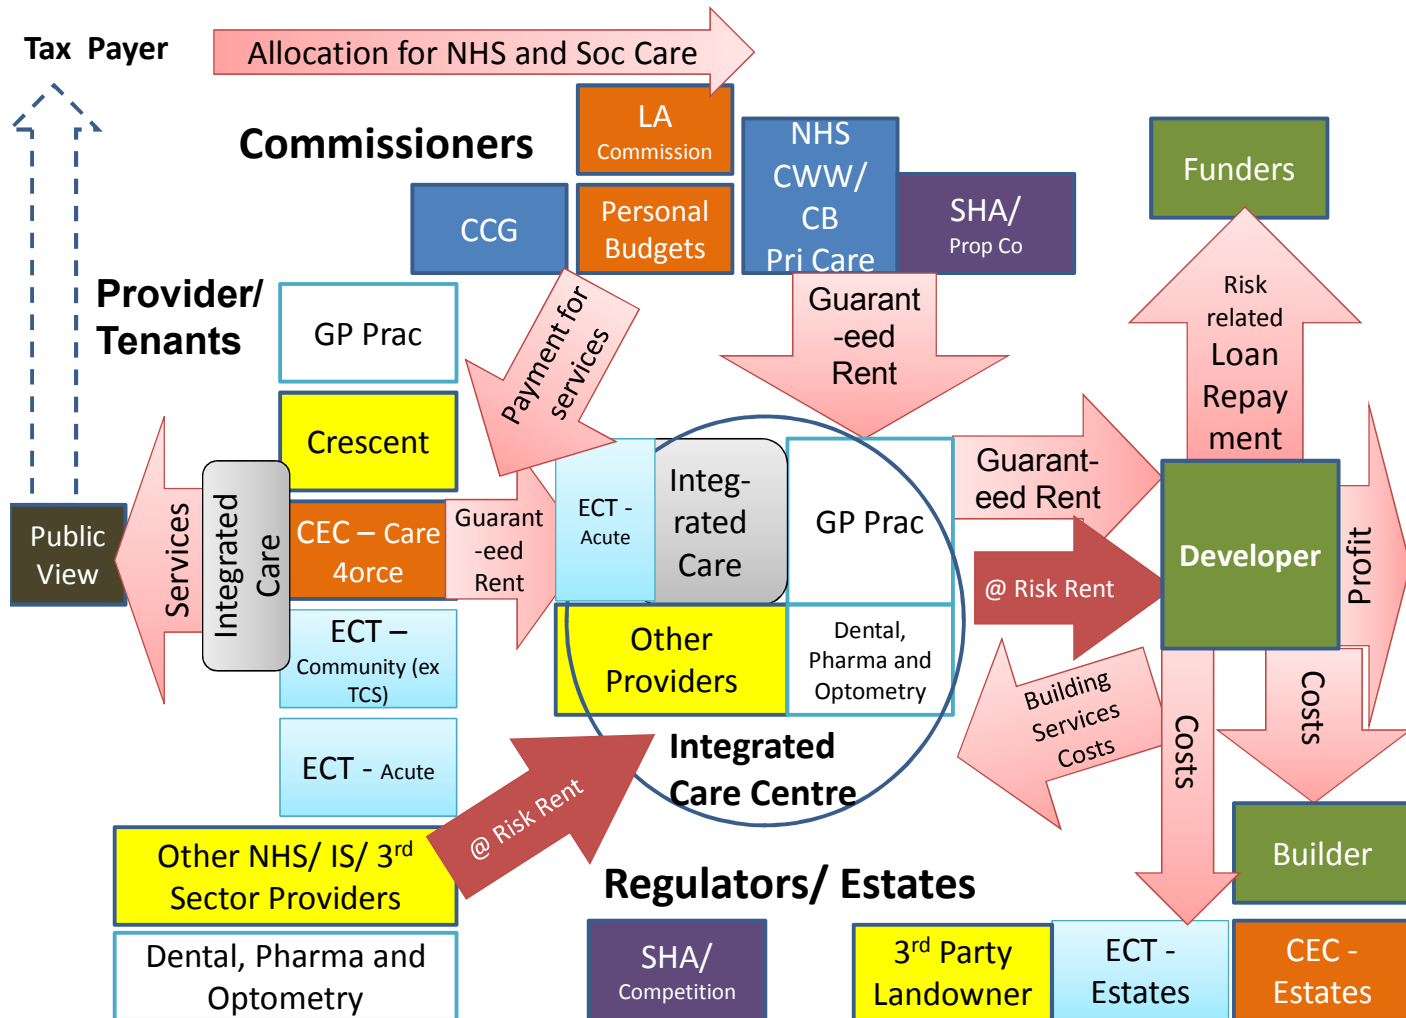 Tax Payer
Allocation for NHS and Soc Care
Commissioners
LA
Commission
NHS
CWW/
CB
Pri Care
Funders
CCG
Personal
Budgets
SHA/
Prop Co
Provider/
Tenants
GP Prac
Payment for
services
Guarant
-eed
Rent
Risk
related
Loan
Repay
ment
Crescent
Public
View
Services
Integrated
Care
CEC – Care
4orce
Guarant
-eed
Rent
ECT -
Acute
Integ-
rated
Care
GP Prac
Guarant-
eed Rent
@ Risk Rent
Developer
Profit
ECT –
Community (ex
TCS)
Other
Providers
Dental,
Pharma and
Optometry
Building
Services
Costs
Costs
Costs
ECT - Acute
Integrated
Care Centre
@ Risk Rent
Other NHS/ IS/ 3rd
Sector Providers
Regulators/ Estates
Builder
Dental, Pharma and
Optometry
SHA/
Competition
3rd Party
Landowner
ECT -
Estates
CEC -
Estates